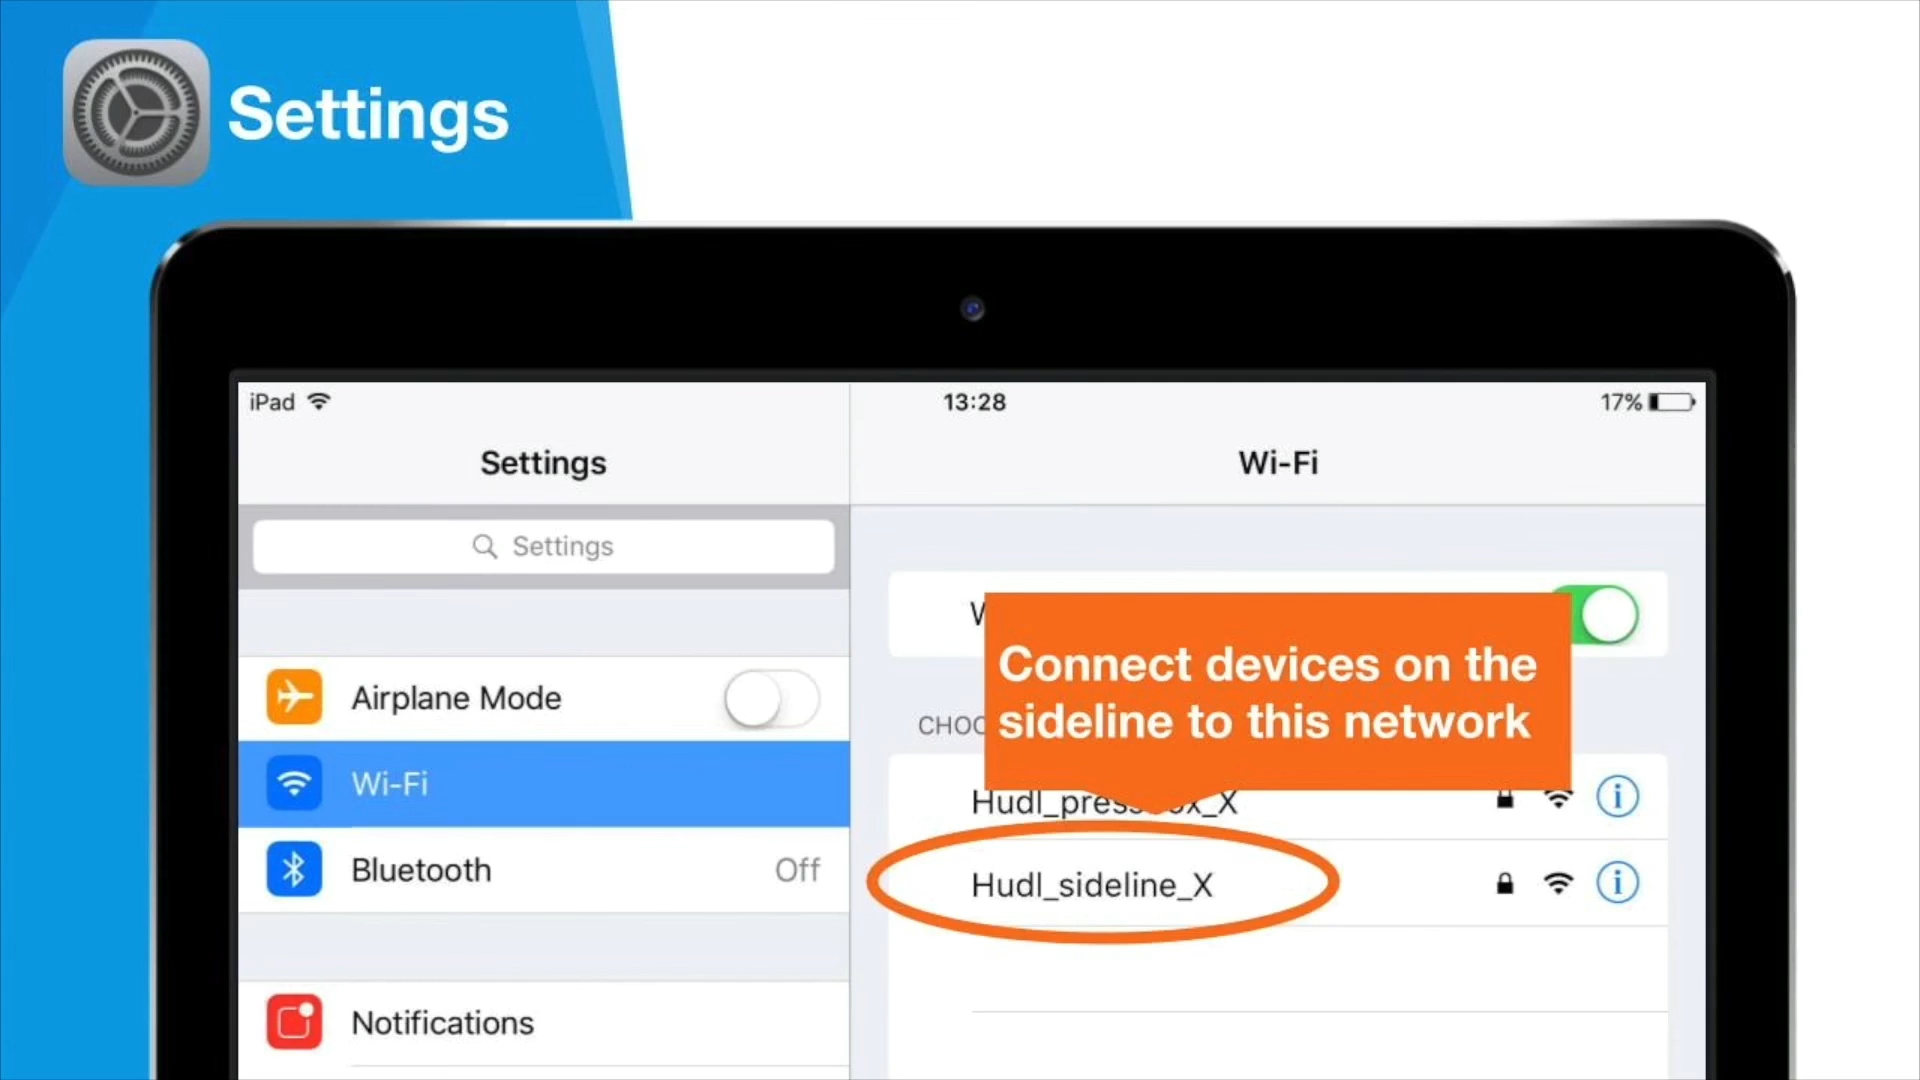 Settings
iPad
13:28
17%
Settings
Wi-Fi
Settings
Connect devices on the
sideline to this network
Airplane Mode
Wi-Fi
Bluetooth
Off
Hudl_sideline_X
Notifications